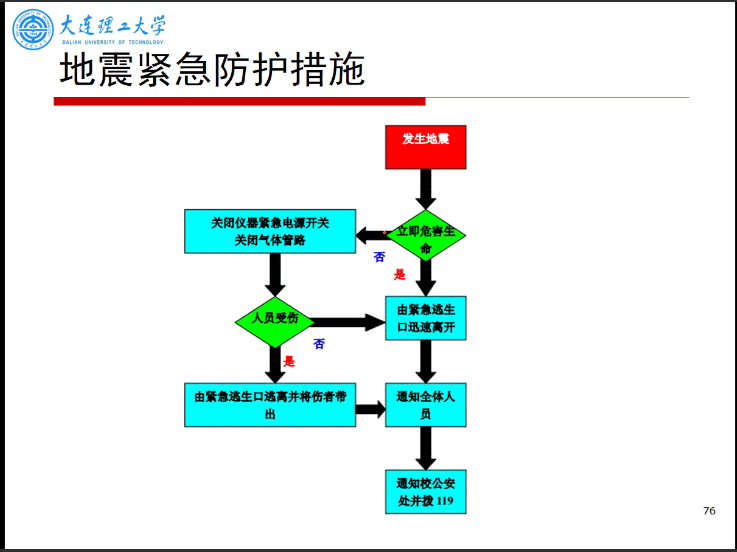 大连理工大学
DALIAN UNIVERSITY OF TECHNOLOGY
地震紧急防护措施
发生地震
关闭仪器紧急电源开关
关闭气体管路
立即危害生
命
否
是
人员受伤
由紧急逃生
口迅速离开
否
是
由紧急逃生口逃离并将伤者带
出
通知全体人
员
通知校公安
处并拨 119
76